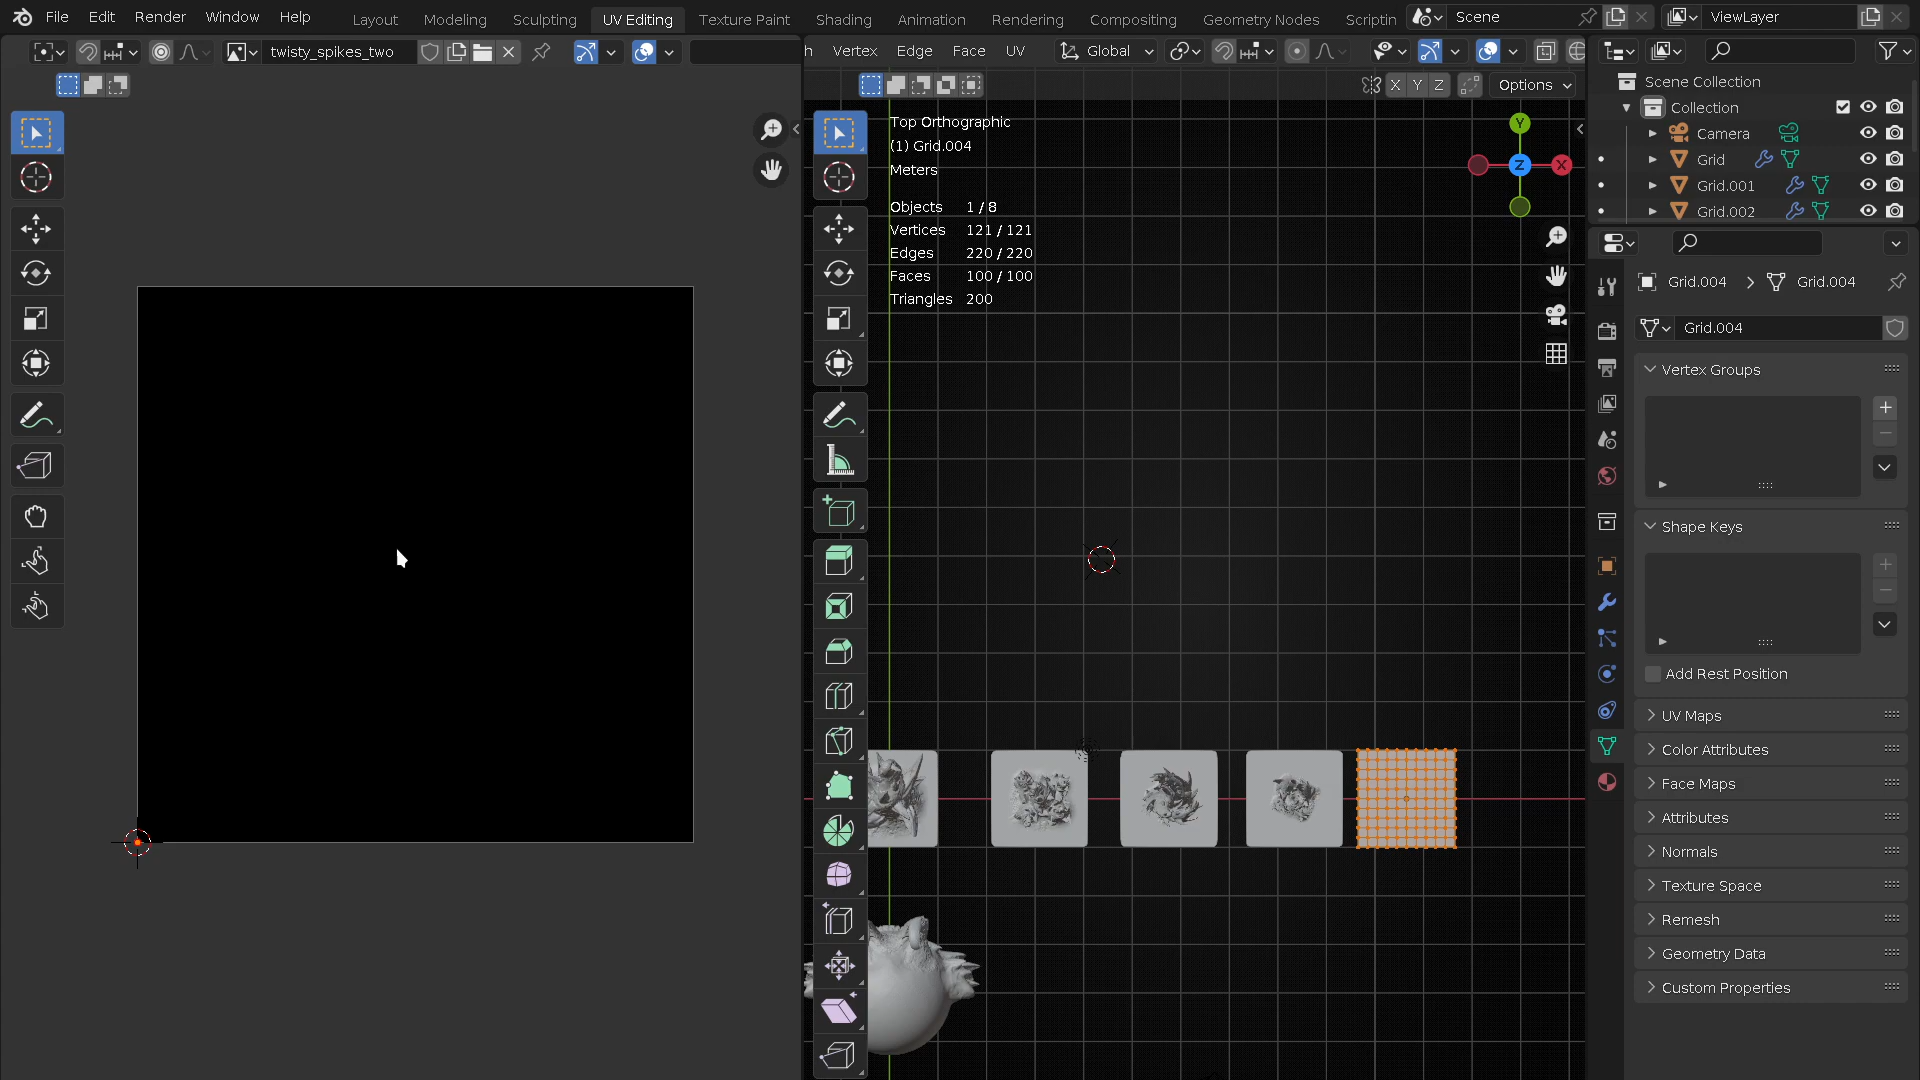 File Edit Render Window Help Layout Modeling Sculpting UV Editing Texture Paint Shading Animation Rendering Compositing Geometry Nodes Scriptin Scene ViewLayer
twisty_spikes_two Vertex Edge Face UV Global
X Y Z Options
Scene Collection
Collection
Camera
Grid
Grid.001
Grid.002
Top Orthographic
(1) Grid.004
Meters
Objects 1/8
Vertices 121/121
Edges 220/220
Faces 100/100
Triangles 200
Y
Z
X
Grid.004 Grid.004
Grid.004
Vertex Groups
Shape Keys
Add Rest Position
UV Maps
Color Attributes
Face Maps
Attributes
Normals
Texture Space
Remesh
Geometry Data
Custom Properties